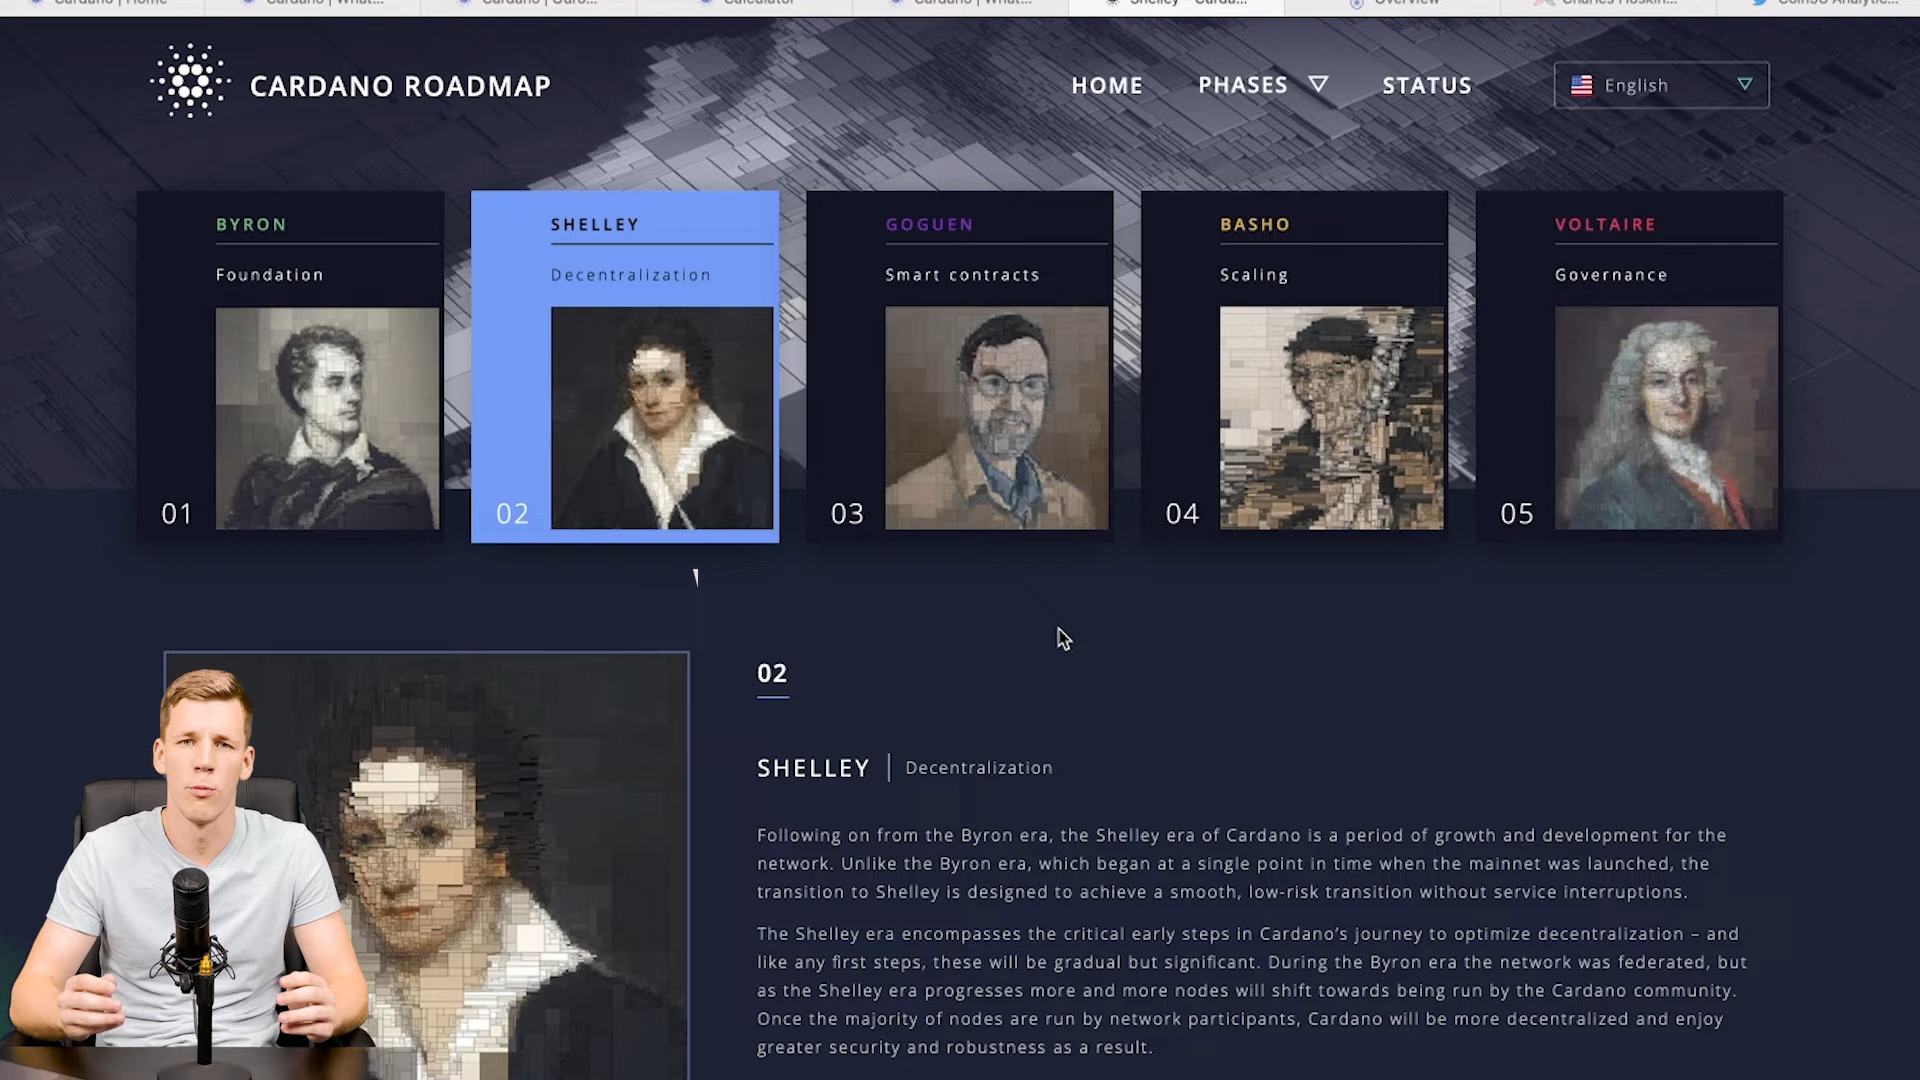 CARDANO ROADMAP
HOME
PHASES
STATUS
English
BYRON
Foundation
01
SHELLEY
Decentralization
02
GOGUEN
Smart contracts
03
BASHO
Scaling
04
VOLTAIRE
Governance
05
02
SHELLEY | Decentralization
Following on from the Byron era, the Shelley era of Cardano is a period of growth and development for the
network. Unlike the Byron era, which began at a single point in time when the mainnet was launched, the
transition to Shelley is designed to achieve a smooth, low-risk transition without service interruptions.
The Shelley era encompasses the critical early steps in Cardano’s journey to optimize decentralization – and
like any first steps, these will be gradual but significant. During the Byron era the network was federated, but
as the Shelley era progresses more and more nodes will shift towards being run by the Cardano community.
Once the majority of nodes are run by network participants, Cardano will be more decentralized and enjoy
greater security and robustness as a result.